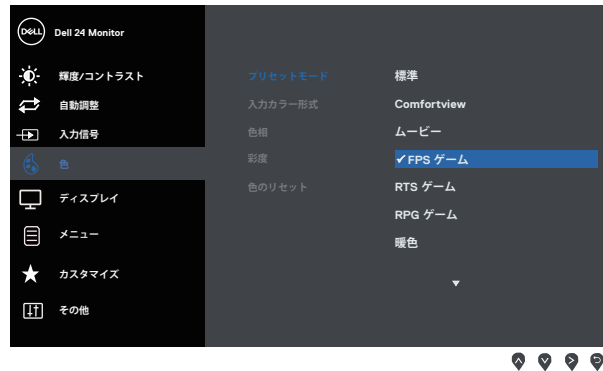 DELL Dell 24 Monitor
輝度/コントラスト プリセットモード 標準
自動調整 入力カラー形式 Comfortview
入力信号 色相 ムービー
色 彩度 ✓FPS ゲーム
ディスプレイ 色のリセット RTS ゲーム
メニュー RPG ゲーム
暖色
カスタマイズ
その他